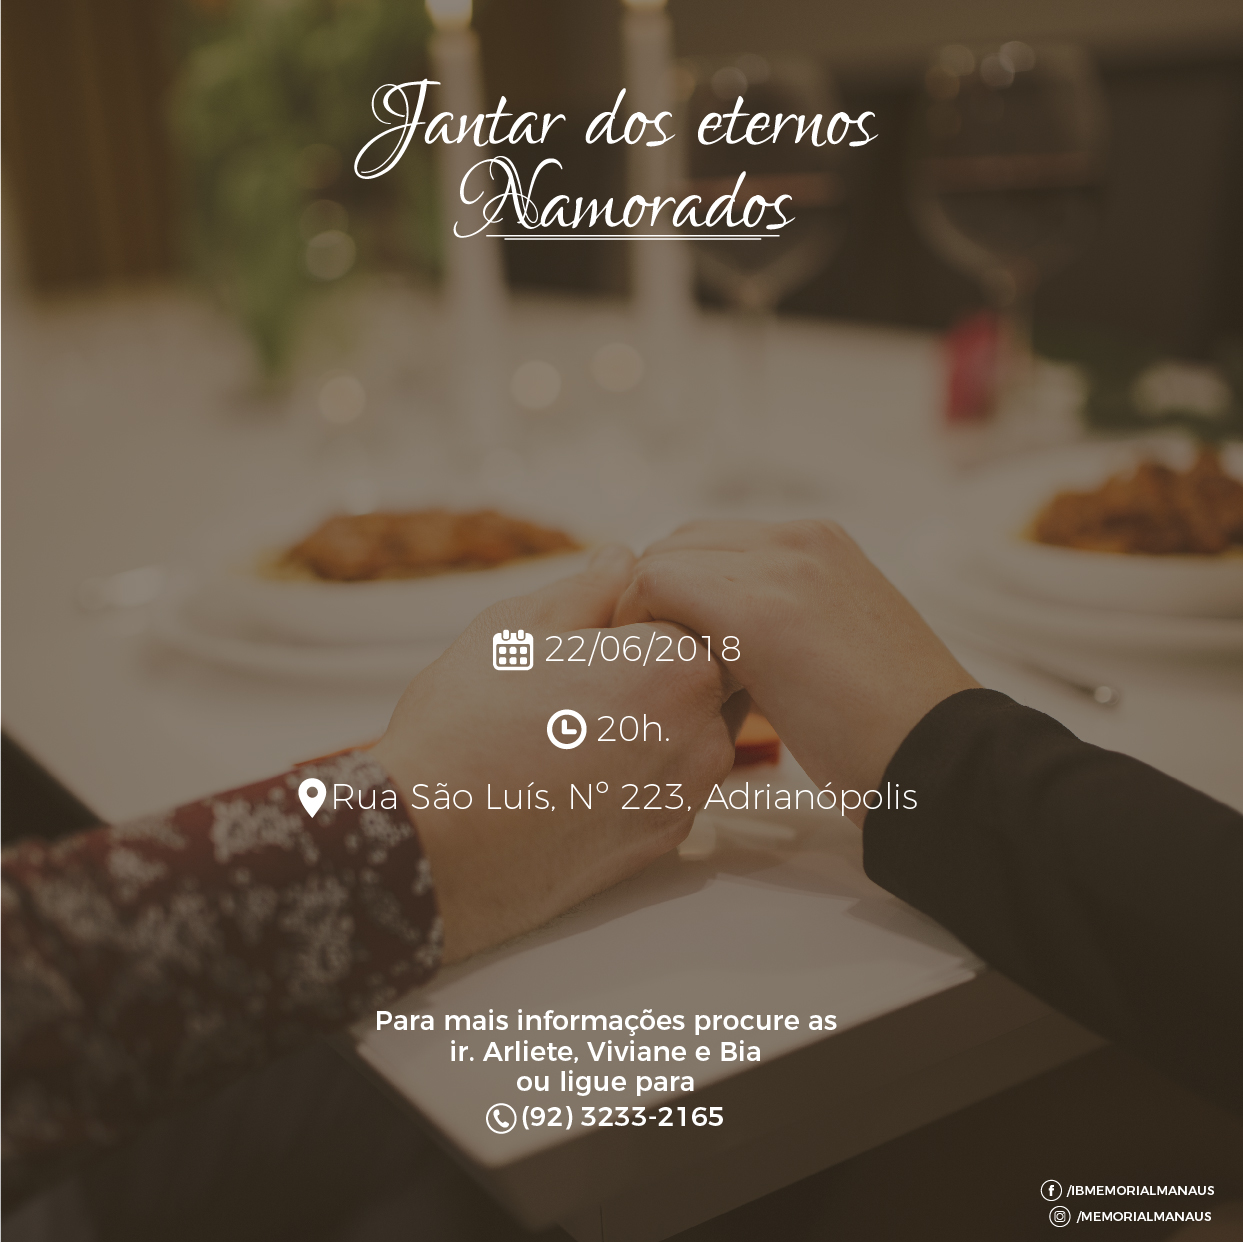 Jantar dos eternos
Namorados
22/06/2018
20h.
Rua São Luís, Nº 223, Adrianópolis
Para mais informações procure as
ir. Arliete, Viviane e Bia
ou ligue para
(92) 3233-2165
/IBMEMORIALMANAUS
/MEMORIALMANAUS